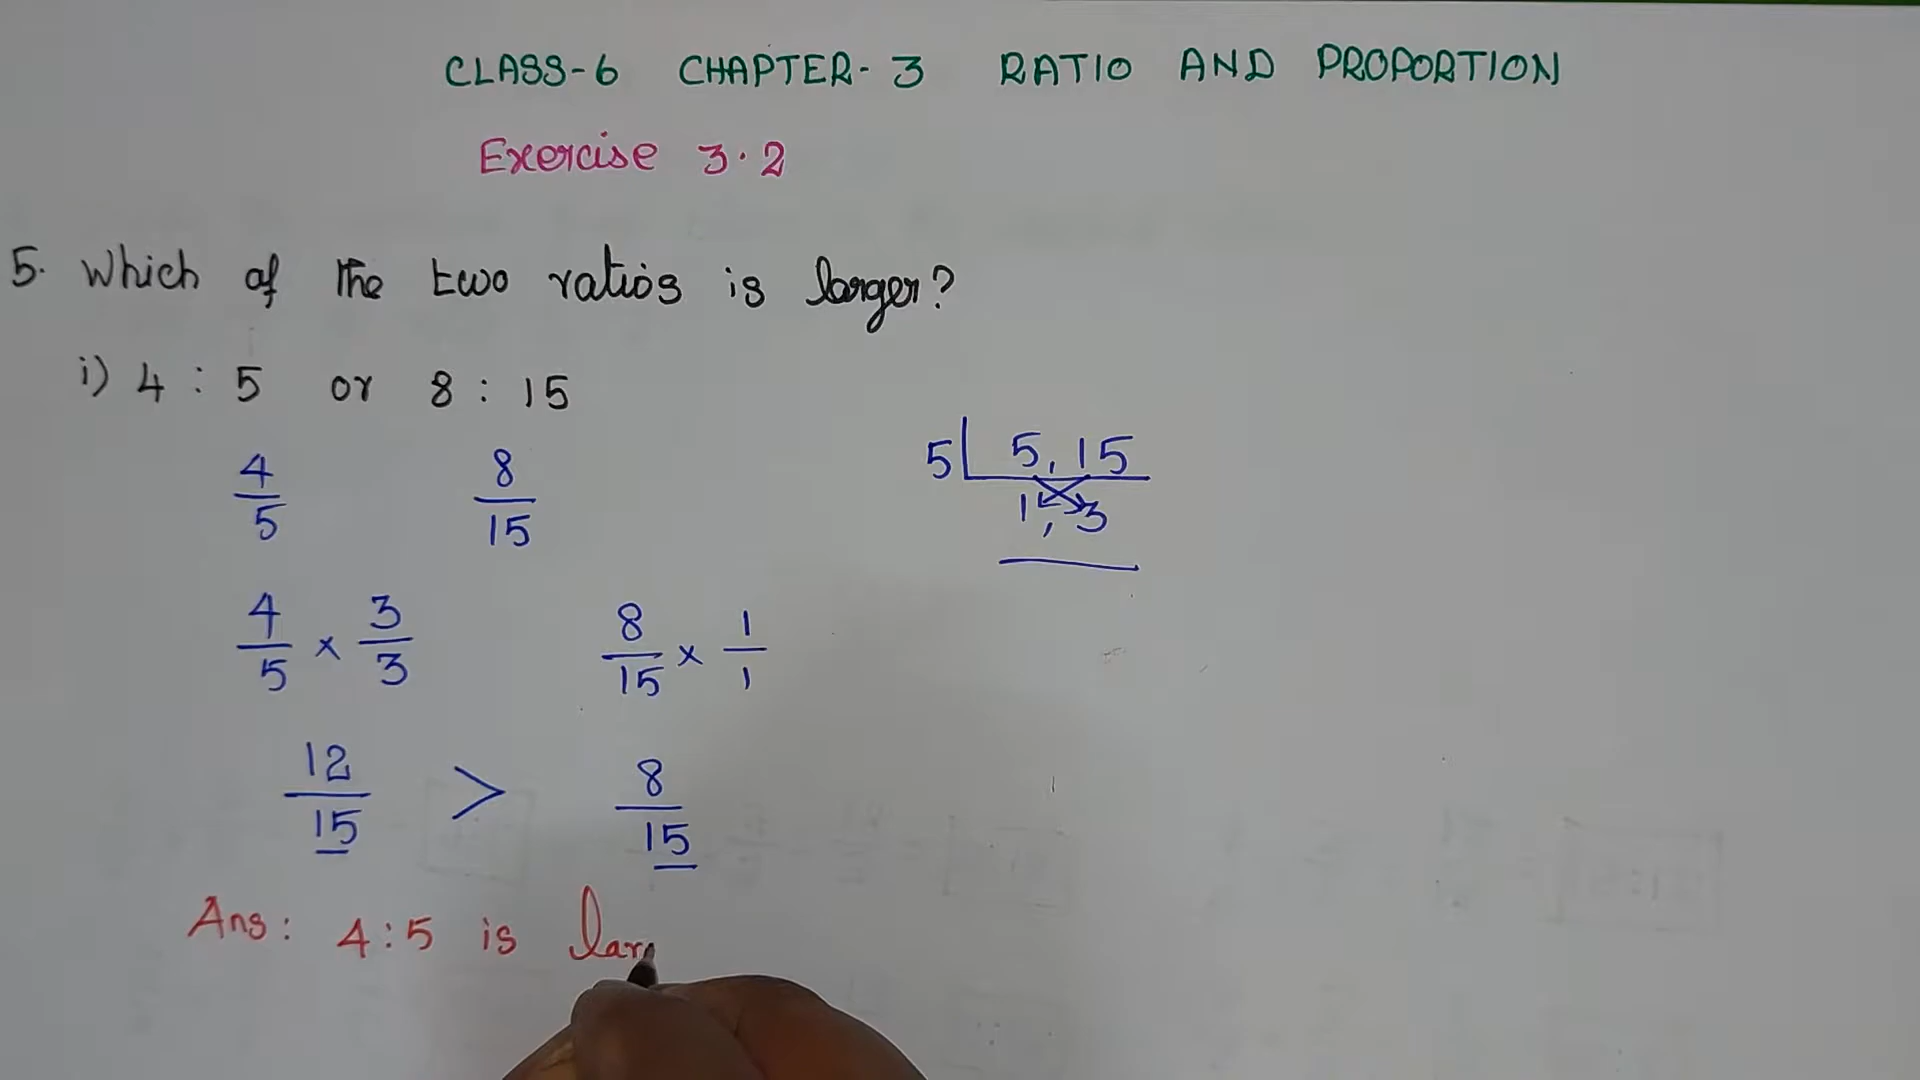 CLASS-6 CHAPTER-3 RATIO AND PROPORTION
Exercise 3.2
5. Which of the two ratios is larger?
i) 4 : 5 or 8 : 15
4/5 8/15
5 | 5, 15
1, 3
4/5 × 3/3 8/15 × 1/1
12/15 > 8/15
Ans: 4:5 is lar